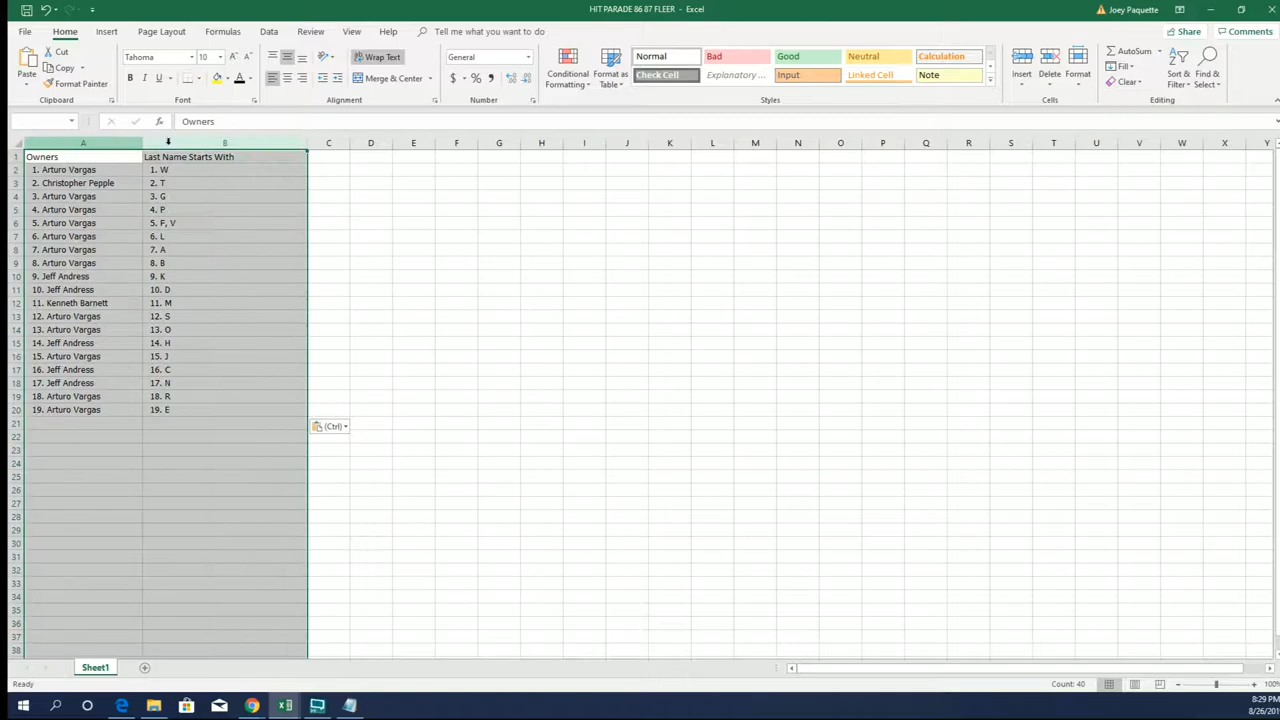 HIT PARADE 86 87 FLEER - Excel
Joey Paquette
File Home Insert Page Layout Formulas Data Review View Help Tell me what you want to do
Share Comments
Paste
Cut
Copy
Format Painter
Clipboard
Tahoma 10
B I U
Font
Wrap Text
Merge & Center
Alignment
General
$ % ,
Number
Conditional Formatting
Format as Table
Normal Bad Good Neutral Calculation
Check Cell Explanatory ... Input Linked Cell Note
Styles
Insert Delete Format
Cells
AutoSum
Fill
Clear
Sort & Filter
Find & Select
Editing
Owners
A B C D E F G H I J K L M N O P Q R S T U V W X Y
1 Owners Last Name Starts With
2 1. Arturo Vargas 1. W
3 2. Christopher Pepple 2. T
4 3. Arturo Vargas 3. G
5 4. Arturo Vargas 4. P
6 5. Arturo Vargas 5. F, V
7 6. Arturo Vargas 6. L
8 7. Arturo Vargas 7. A
9 8. Arturo Vargas 8. B
10 9. Jeff Andress 9. K
11 10. Jeff Andress 10. D
12 11. Kenneth Barnett 11. M
13 12. Arturo Vargas 12. S
14 13. Arturo Vargas 13. O
15 14. Jeff Andress 14. H
16 15. Arturo Vargas 15. J
17 16. Jeff Andress 16. C
18 17. Jeff Andress 17. N
19 18. Arturo Vargas 18. R
20 19. Arturo Vargas 19. E
21 (Ctrl)
22
23
24
25
26
27
28
29
30
31
32
33
34
35
36
37
38
Sheet1
Ready
Count: 40
100%
8:29 PM